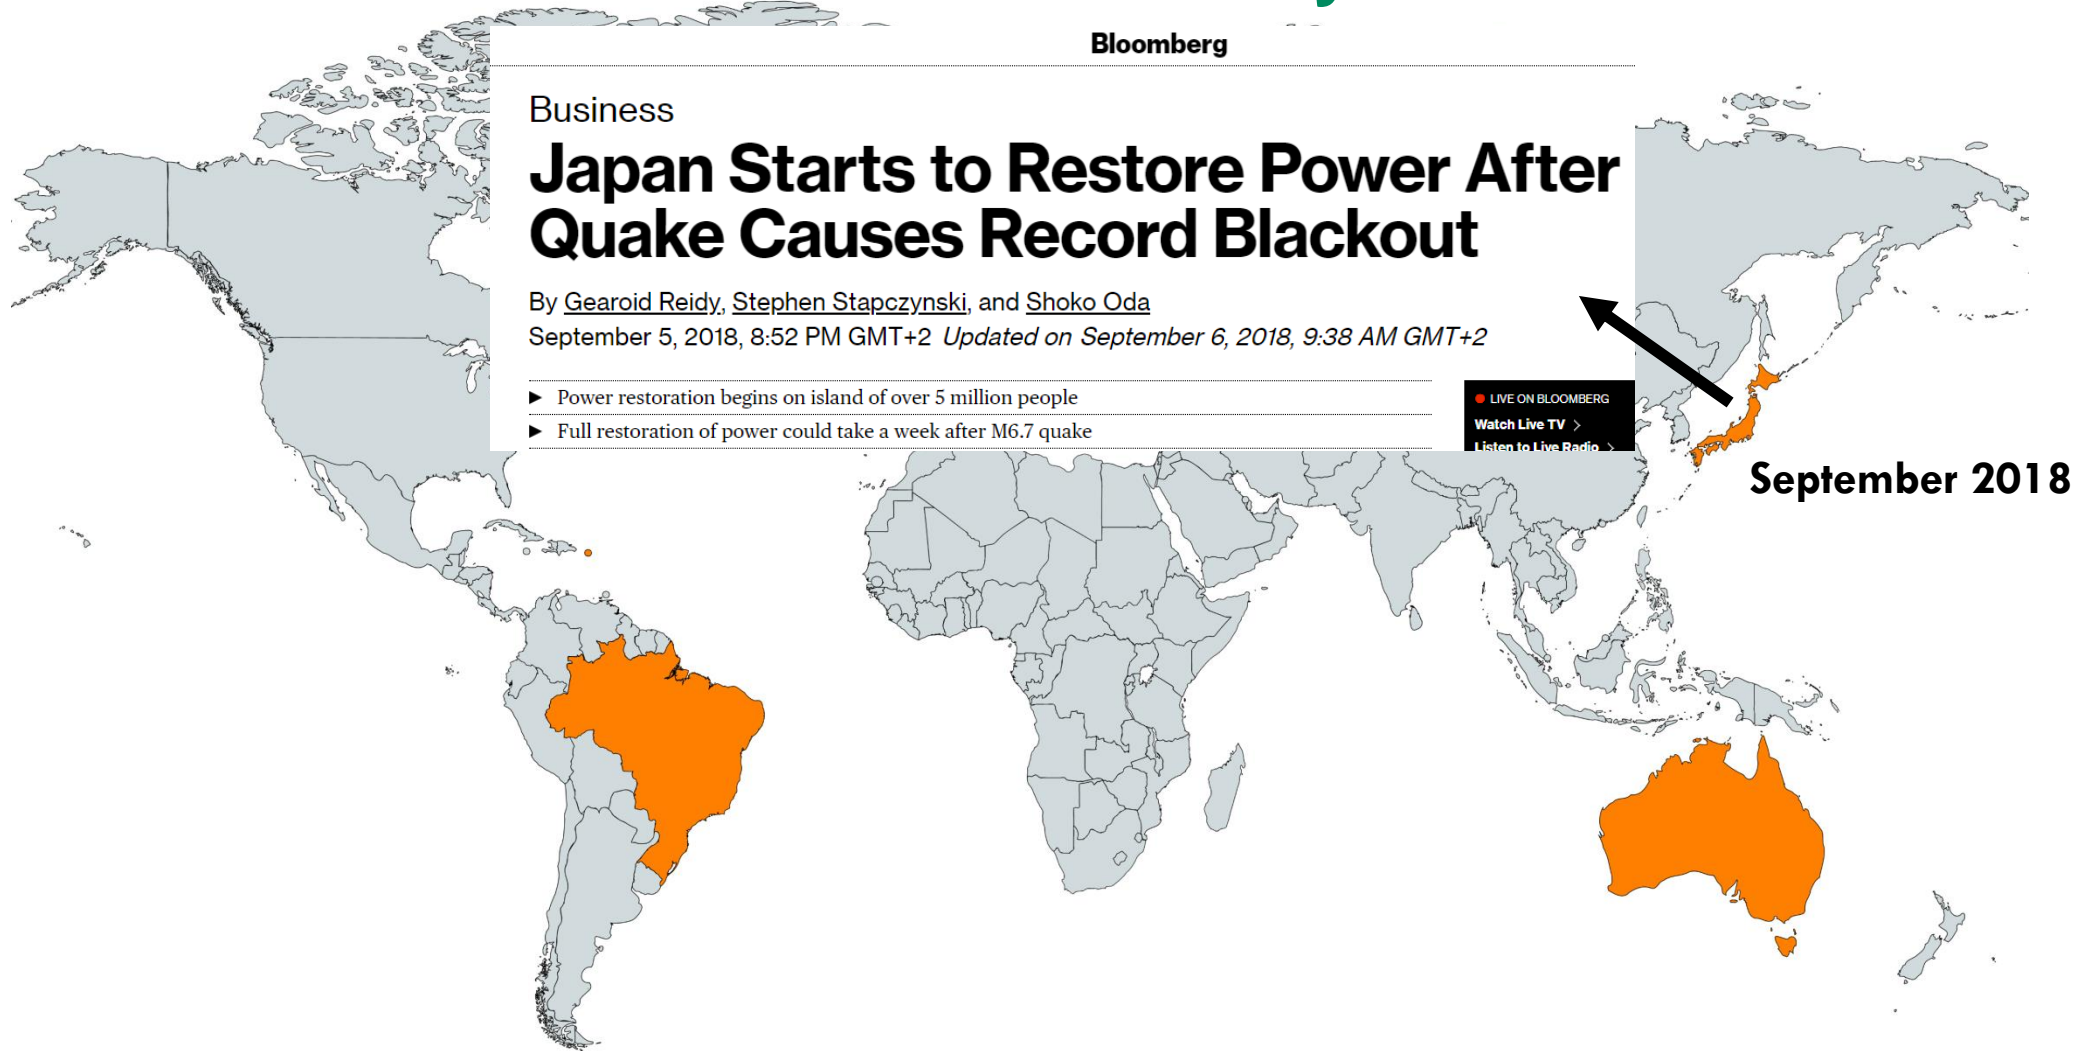 Bloomberg
Business
Japan Starts to Restore Power After
Quake Causes Record Blackout
By Gearoid Reidy, Stephen Stapczynski, and Shoko Oda
September 5, 2018, 8:52 PM GMT+2 Updated on September 6, 2018, 9:38 AM GMT+2
► Power restoration begins on island of over 5 million people
► Full restoration of power could take a week after M6.7 quake
LIVE ON BLOOMBERG
Watch Live TV >
Listen to Live Radio >
September 2018